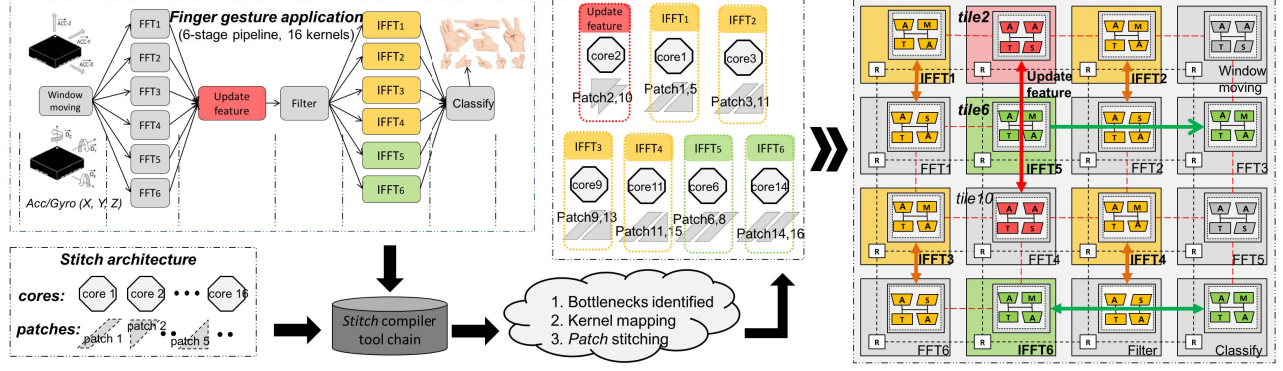 Finger gesture application
(6-stage pipeline, 16 kernels)
ACC-Z
ACC-Y
ACC-X
Window
moving
FFT1
FFT2
FFT3
FFT4
FFT5
FFT6
Update
feature
Filter
IFFT1
IFFT2
IFFT3
IFFT4
IFFT5
IFFT6
Classify
Acc/Gyro (X, Y, Z)
Stitch architecture
cores:
core 1
core 2
core 16
patches:
patch 1
patch 2
patch 5
Stitch compiler
tool chain
1. Bottlenecks identified
2. Kernel mapping
3. Patch stitching
Update
feature
core2
Patch2,10
IFFT1
core1
Patch1,5
IFFT2
core3
Patch3,11
IFFT3
core9
Patch9,13
IFFT4
core11
Patch11,15
IFFT5
core6
Patch6,8
IFFT6
core14
Patch14,16
A M
T A
R
IFFT1
tile2
A A
T S
R
Update
feature
A M
T A
R
IFFT2
A A
T S
R
Window
moving
A S
T A
R
FFT1
tile6
A M
T A
R
IFFT5
A S
T A
R
FFT2
A M
T A
R
FFT3
A M
T A
R
IFFT3
tile10
A A
T S
R
FFT4
A M
T A
R
IFFT4
A A
T S
R
FFT5
A S
T A
R
FFT6
A M
T A
R
IFFT6
A S
T A
R
Filter
A M
T A
R
Classify